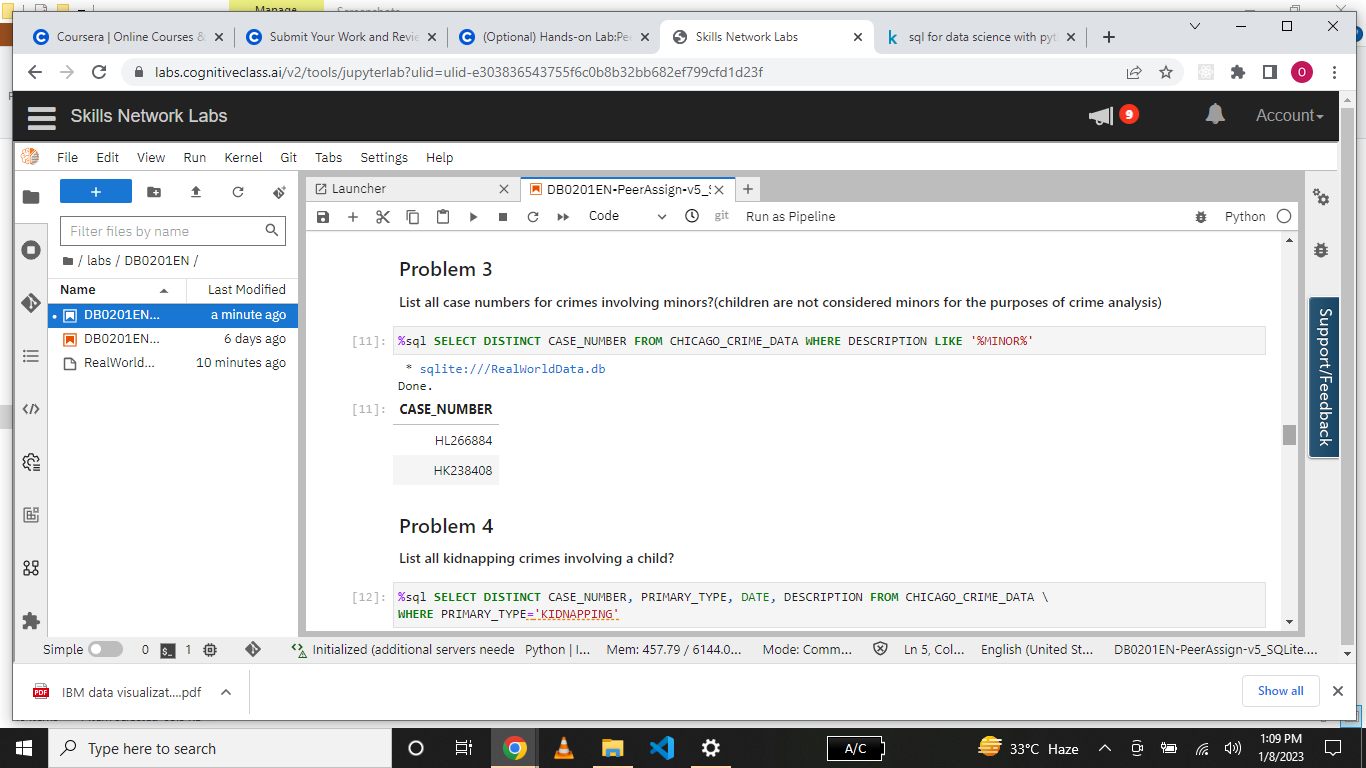 Manage
Screenshots
Coursera | Online Courses &
Submit Your Work and Revie
(Optional) Hands-on Lab:Pee
Skills Network Labs
sql for data science with pyth
labs.cognitiveclass.ai/v2/tools/jupyterlab?ulid=ulid-e303836543755f6c0b8b32bb682ef799cfd1d23f
O
Skills Network Labs
9
Account
File Edit View Run Kernel Git Tabs Settings Help
Launcher
DB0201EN-PeerAssign-v5_S
Code
git
Run as Pipeline
Python
Filter files by name
/ labs / DB0201EN /
Name Last Modified
DB0201EN... a minute ago
DB0201EN... 6 days ago
RealWorld... 10 minutes ago
Problem 3
List all case numbers for crimes involving minors?(children are not considered minors for the purposes of crime analysis)
[11]: %sql SELECT DISTINCT CASE_NUMBER FROM CHICAGO_CRIME_DATA WHERE DESCRIPTION LIKE '%MINOR%'
* sqlite:///RealWorldData.db
Done.
[11]: CASE_NUMBER
HL266884
HK238408
Problem 4
List all kidnapping crimes involving a child?
[12]: %sql SELECT DISTINCT CASE_NUMBER, PRIMARY_TYPE, DATE, DESCRIPTION FROM CHICAGO_CRIME_DATA \
WHERE PRIMARY_TYPE='KIDNAPPING'
Support/Feedback
Simple 0 $_ 1 Initialized (additional servers neede Python | I... Mem: 457.79 / 6144.0... Mode: Comm... Ln 5, Col... English (United St... DB0201EN-PeerAssign-v5_SQLite....
PDF
IBM data visualizat....pdf
Show all
Type here to search
A/C
33°C Haze
1:09 PM
1/8/2023